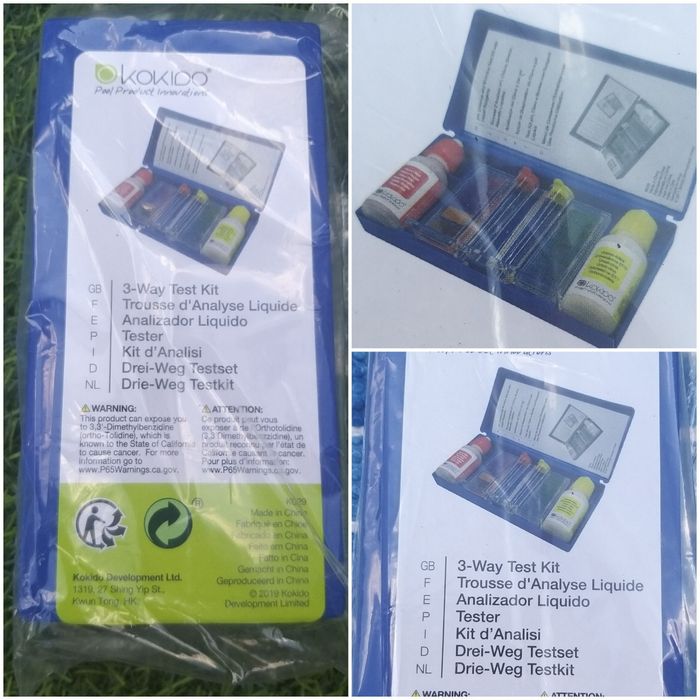 KOKIDO®
Pool Product Innovations
GB 3-Way Test Kit
F Trousse d'Analyse Liquide
E Analizador Liquido
P Tester
I Kit d'Analisi
D Drei-Weg Testset
NL Drie-Weg Testkit
WARNING:
This product can expose you
to 3,3'-Dimethylbenzidine
(ortho-Tolidine), which is
known to the State of California
to cause cancer. For more
information go to
www.P65Warnings.ca.gov.
ATTENTION:
Ce produit peut vous
exposer à de l'Orthotolidine
(3,3'Dimethylbenzidine), un
produit reconnu par l'état de
Californie causant le cancer.
Pour plus d'information:
www.P65Warnings.ca.gov.
K029
Made in China
Fabriqué en Chine
Fabricado en China
Feito em China
Fatto in Cina
Gemacht in China
Geproduceerd in China
© 2019 Kokido
Development Limited
Kokido Development Ltd.
1319, 27 Shing Yip St.,
Kwun Tong, HK.
KOKIDO
KOKIDO
GB 3-Way Test Kit
F Trousse d'Analyse Liquide
E Analizador Liquido
P Tester
I Kit d'Analisi
D Drei-Weg Testset
NL Drie-Weg Testkit
WARNING:
ATTENTION: